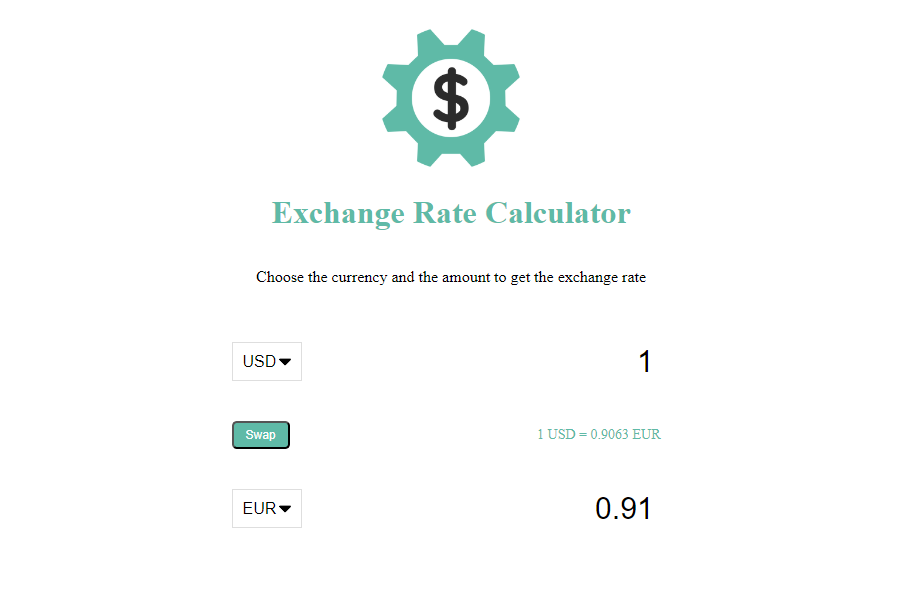 $
Exchange Rate Calculator
Choose the currency and the amount to get the exchange rate
USD 1
Swap 1 USD = 0.9063 EUR
EUR 0.91